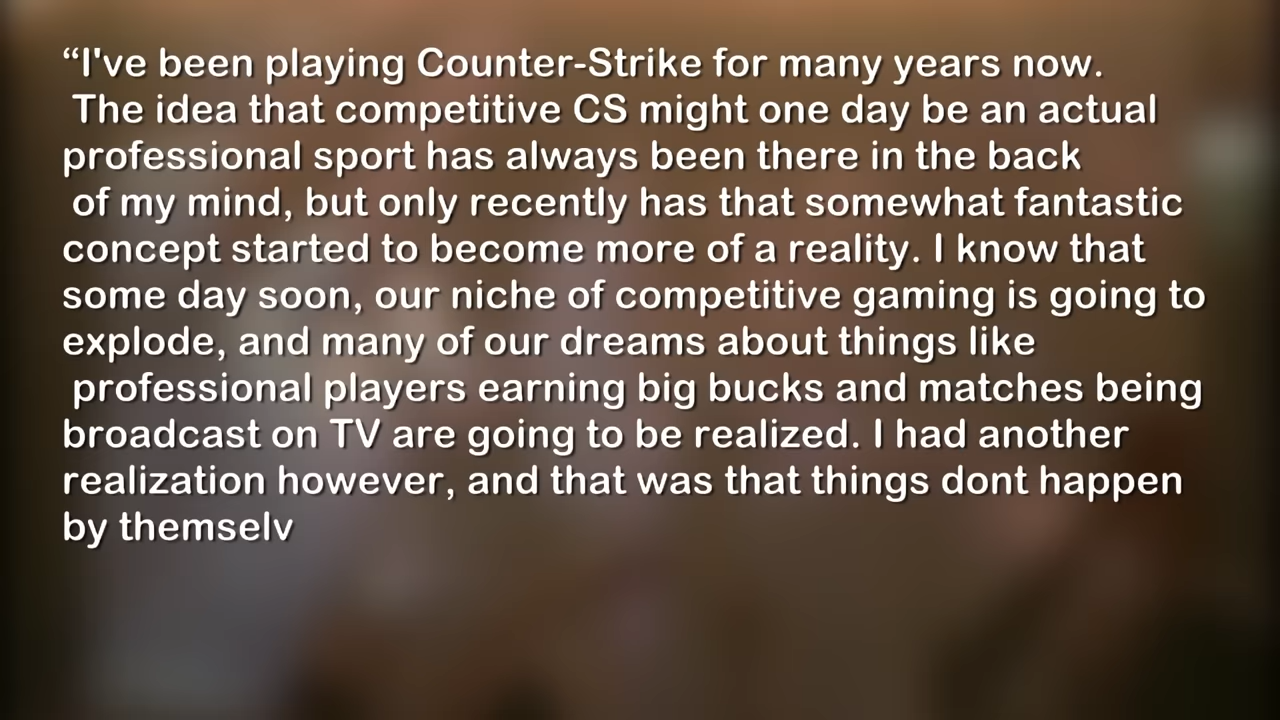 “I've been playing Counter-Strike for many years now.
The idea that competitive CS might one day be an actual
professional sport has always been there in the back
of my mind, but only recently has that somewhat fantastic
concept started to become more of a reality. I know that
some day soon, our niche of competitive gaming is going to
explode, and many of our dreams about things like
professional players earning big bucks and matches being
broadcast on TV are going to be realized. I had another
realization however, and that was that things dont happen
by themselv